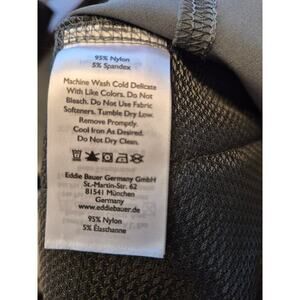 95% Nylon
5% Spandex
Machine Wash Cold Delicate
With Like Colors. Do Not
Bleach. Do Not Use Fabric
Softeners. Tumble Dry Low.
Remove Promptly.
Cool Iron As Desired.
Do Not Dry Clean.
Eddie Bauer Germany GmbH
St.-Martin-Str. 62
81541 München
Germany
www.eddiebauer.de
95% Nylon
5% Élasthanne